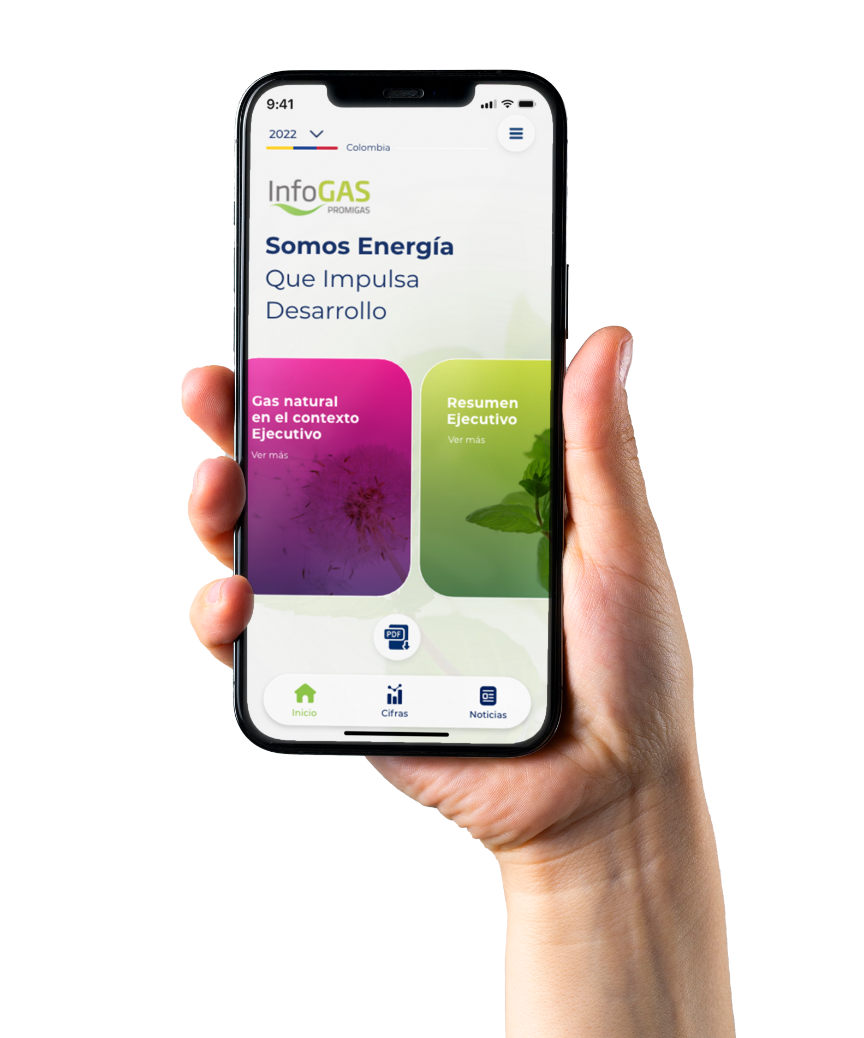 9:41
2022
Colombia
InfoGAS
PROMIGAS
Somos Energía
Que Impulsa
Desarrollo
Gas natural
en el contexto
Ejecutivo
Ver más
Resumen
Ejecutivo
Ver más
PDF
Inicio
Cifras
Noticias